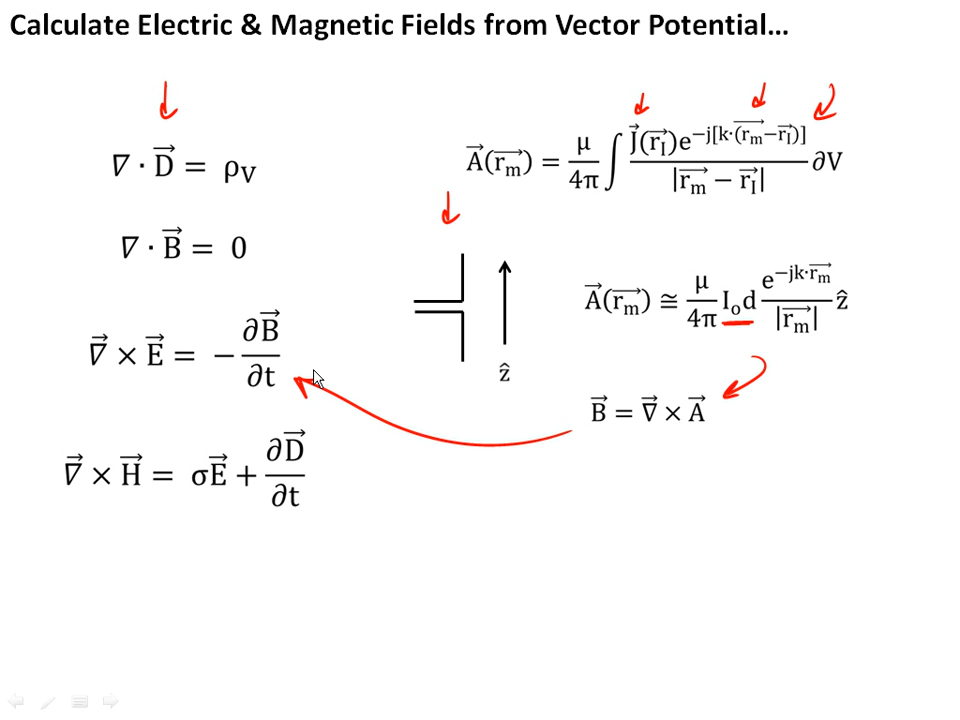 Calculate Electric & Magnetic Fields from Vector Potential…
∇ · D⃗ = ρ_V
∇ · B⃗ = 0
∇⃗ × E⃗ = − ∂B⃗/∂t
∇⃗ × H⃗ = σE⃗ + ∂D⃗/∂t
A⃗(r⃗_m) = μ/4π ∫ J⃗(r⃗_I)e^(−j[k·(r⃗_m−r⃗_I)]) / |r⃗_m − r⃗_I| ∂V
ẑ
A⃗(r⃗_m) ≅ μ/4π I_o d e^(−jk·r⃗_m) / |r⃗_m| ẑ
B⃗ = ∇⃗ × A⃗